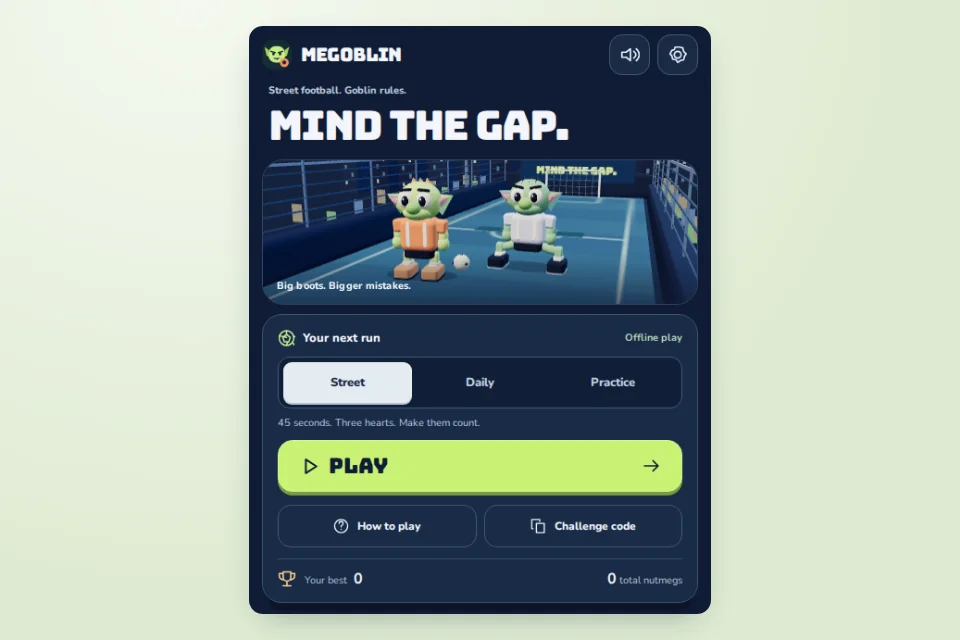 MEGOBLIN
Street football. Goblin rules.
MIND THE GAP.
MIND THE GAP.
Big boots. Bigger mistakes.
Your next run
Offline play
Street
Daily
Practice
45 seconds. Three hearts. Make them count.
PLAY
How to play
Challenge code
Your best 0
0 total nutmegs